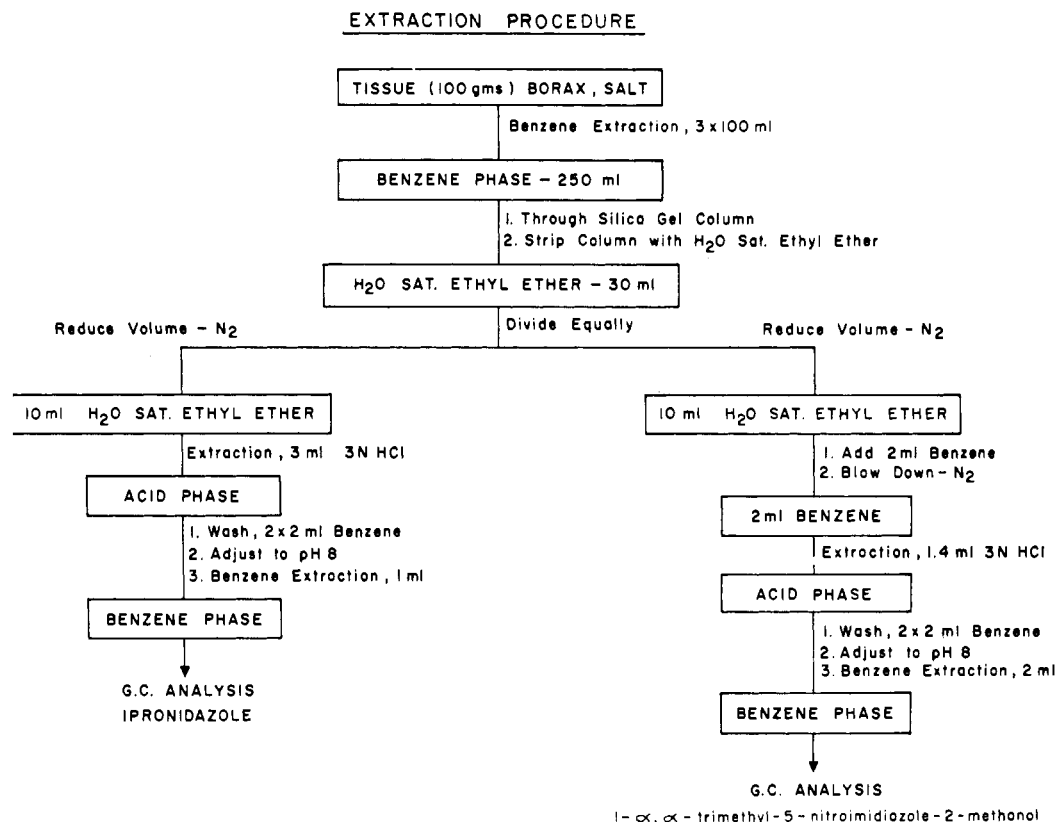 EXTRACTION PROCEDURE
TISSUE (100 gms) BORAX, SALT
Benzene Extraction, 3 x 100 ml
BENZENE PHASE – 250 ml
1. Through Silica Gel Column
2. Strip Column with H₂O Sat. Ethyl Ether
H₂O SAT. ETHYL ETHER – 30 ml
Divide Equally
Reduce Volume – N₂
10 ml H₂O SAT. ETHYL ETHER
Extraction, 3 ml 3N HCl
ACID PHASE
1. Wash, 2 x 2 ml Benzene
2. Adjust to pH 8
3. Benzene Extraction, 1 ml
BENZENE PHASE
G.C. ANALYSIS
IPRONIDAZOLE
Reduce Volume – N₂
10 ml H₂O SAT. ETHYL ETHER
1. Add 2 ml Benzene
2. Blow Down – N₂
2 ml BENZENE
Extraction, 1.4 ml 3N HCl
ACID PHASE
1. Wash, 2 x 2 ml Benzene
2. Adjust to pH 8
3. Benzene Extraction, 2 ml
BENZENE PHASE
G.C. ANALYSIS
1-α, α-trimethyl-5-nitroimidiazole-2-methanol